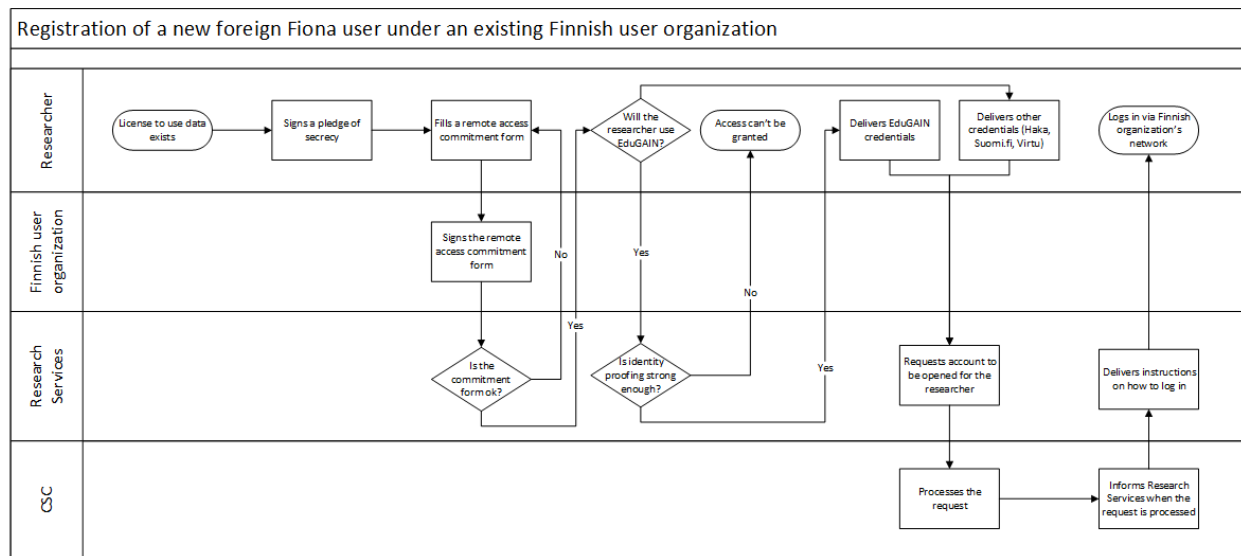 Registration of a new foreign Fiona user under an existing Finnish user organization
Researcher
License to use data
exists
Signs a pledge of
secrecy
Fills a remote access
commitment form
Will the
researcher use
EduGAIN?
Access can't be
granted
Delivers EduGAIN
credentials
Delivers other
credentials (Haka,
Suomi.fi, Virtu)
Logs in via Finnish
organization's
network
Finnish user
organization
Signs the remote
access commitment
form
No
Yes
No
Yes
Yes
Research
Services
Is the
commitment
form ok?
Is identity
proofing strong
enough?
Requests account to
be opened for the
researcher
Delivers instructions
on how to log in
CSC
Processes the
request
Informs Research
Services when the
request is processed